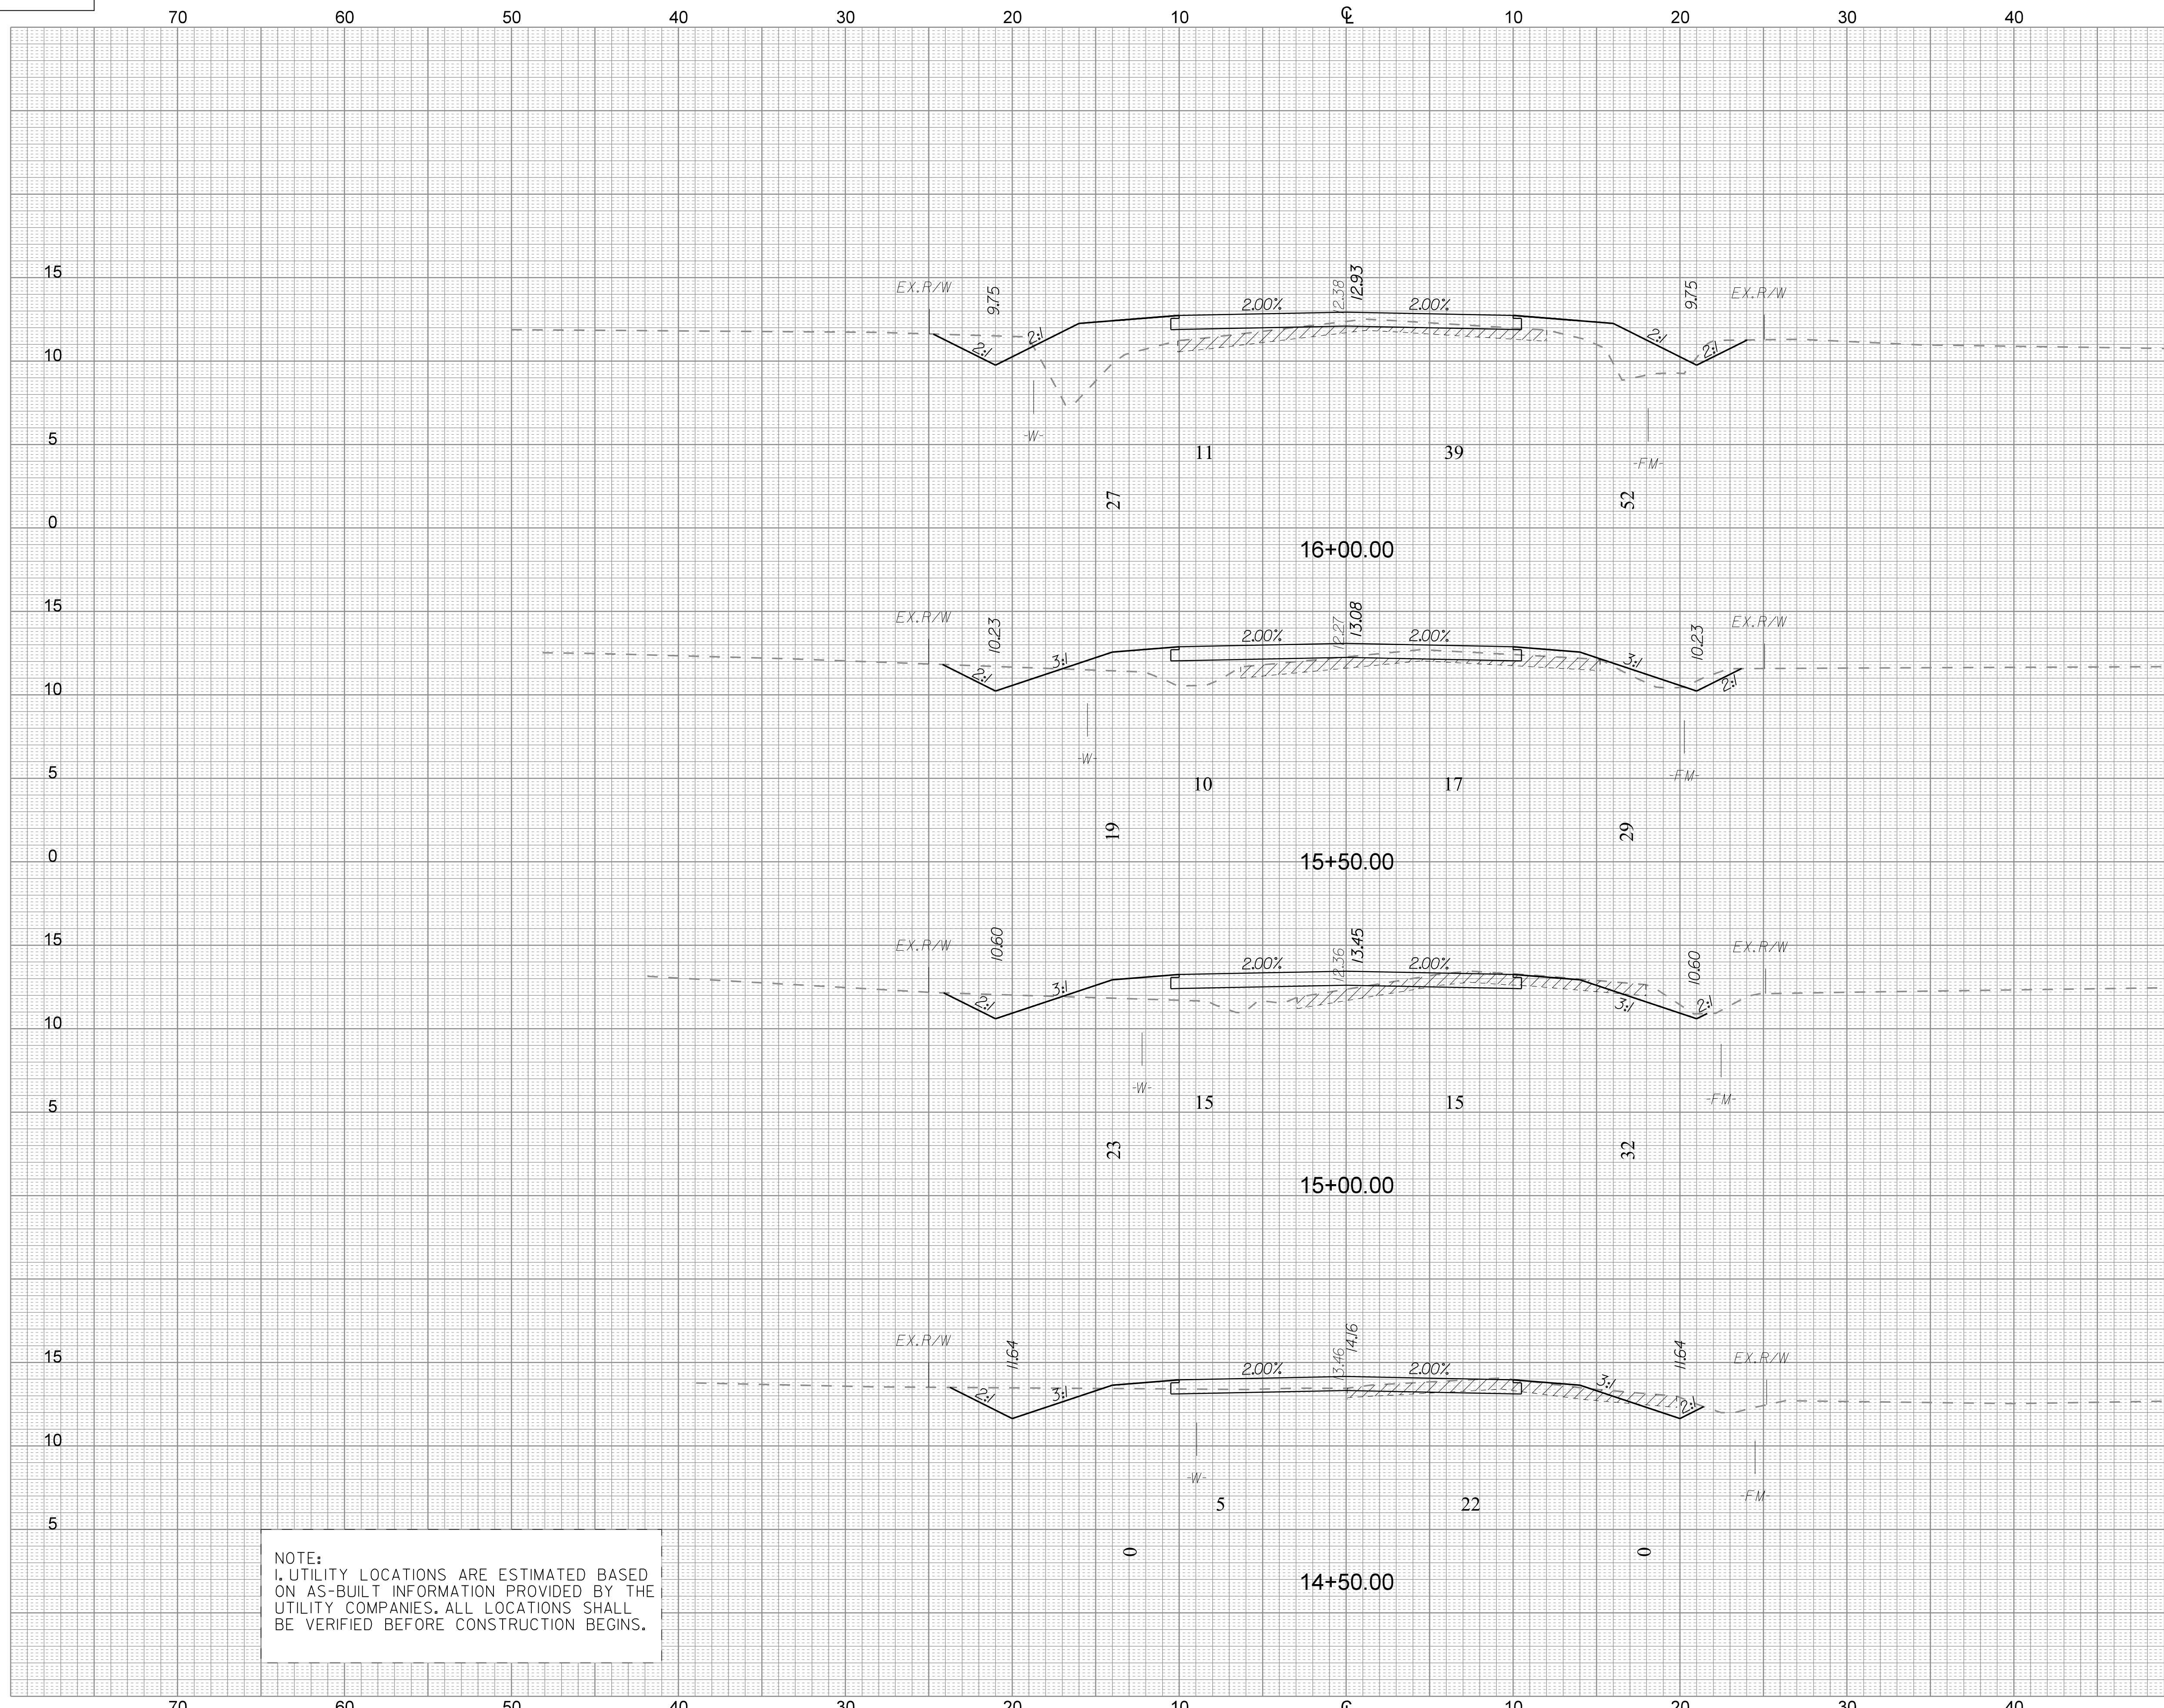 70 60 50 40 30 20 10 ℄ 10 20 30 40
15
EX.R/W 9.75 2.00% 12.38 12.93 2.00% 9.75 EX.R/W
2:1 2:1 2:1 2:1
10
-W- -FM-
5
11 39
27 52
0
16+00.00
15
EX.R/W 10.23 2.00% 12.27 13.08 2.00% 10.23 EX.R/W
2:1 3:1 3:1 2:1
10
-W- -FM-
5
10 17
19 29
0
15+50.00
15
EX.R/W 10.60 2.00% 12.36 13.45 2.00% 10.60 EX.R/W
2:1 3:1 3:1 2:1
10
-W- -FM-
5
15 15
23 32
15+00.00
15
EX.R/W 11.64 2.00% 13.46 14.16 2.00% 11.64 EX.R/W
2:1 3:1 3:1 2:1
10
-W- -FM-
5
5 22
0 0
14+50.00
NOTE:
1. UTILITY LOCATIONS ARE ESTIMATED BASED
ON AS-BUILT INFORMATION PROVIDED BY THE
UTILITY COMPANIES. ALL LOCATIONS SHALL
BE VERIFIED BEFORE CONSTRUCTION BEGINS.
70 60 50 40 30 20 10 ℄ 10 20 30 40